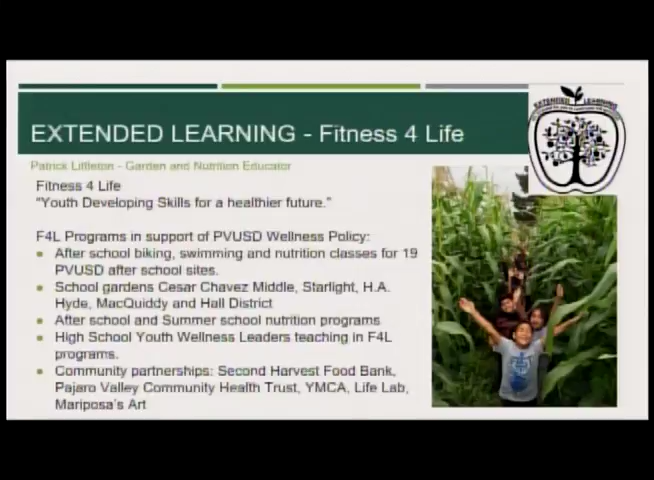 EXTENDED LEARNING - Fitness 4 Life
EXTENDED LEARNING
Patrick Littleton - Garden and Nutrition Educator
Fitness 4 Life
"Youth Developing Skills for a healthier future."
F4L Programs in support of PVUSD Wellness Policy:
After school biking, swimming and nutrition classes for 19
PVUSD after school sites.
School gardens Cesar Chavez Middle, Starlight, H.A.
Hyde, MacQuiddy and Hall District
After school and Summer school nutrition programs
High School Youth Wellness Leaders teaching in F4L
programs.
Community partnerships: Second Harvest Food Bank,
Pajaro Valley Community Health Trust, YMCA, Life Lab,
Mariposa's Art